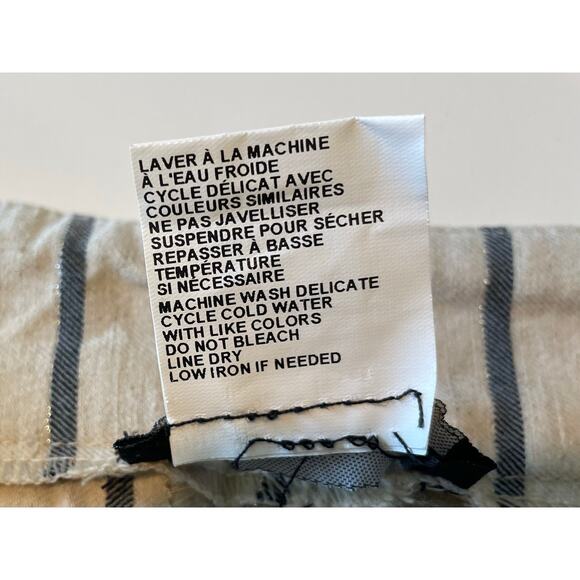 LAVER À LA MACHINE
À L'EAU FROIDE
CYCLE DÉLICAT AVEC
COULEURS SIMILAIRES
NE PAS JAVELLISER
SUSPENDRE POUR SÉCHER
REPASSER À BASSE
TEMPÉRATURE
SI NÉCESSAIRE
MACHINE WASH DELICATE
CYCLE COLD WATER
WITH LIKE COLORS
DO NOT BLEACH
LINE DRY
LOW IRON IF NEEDED